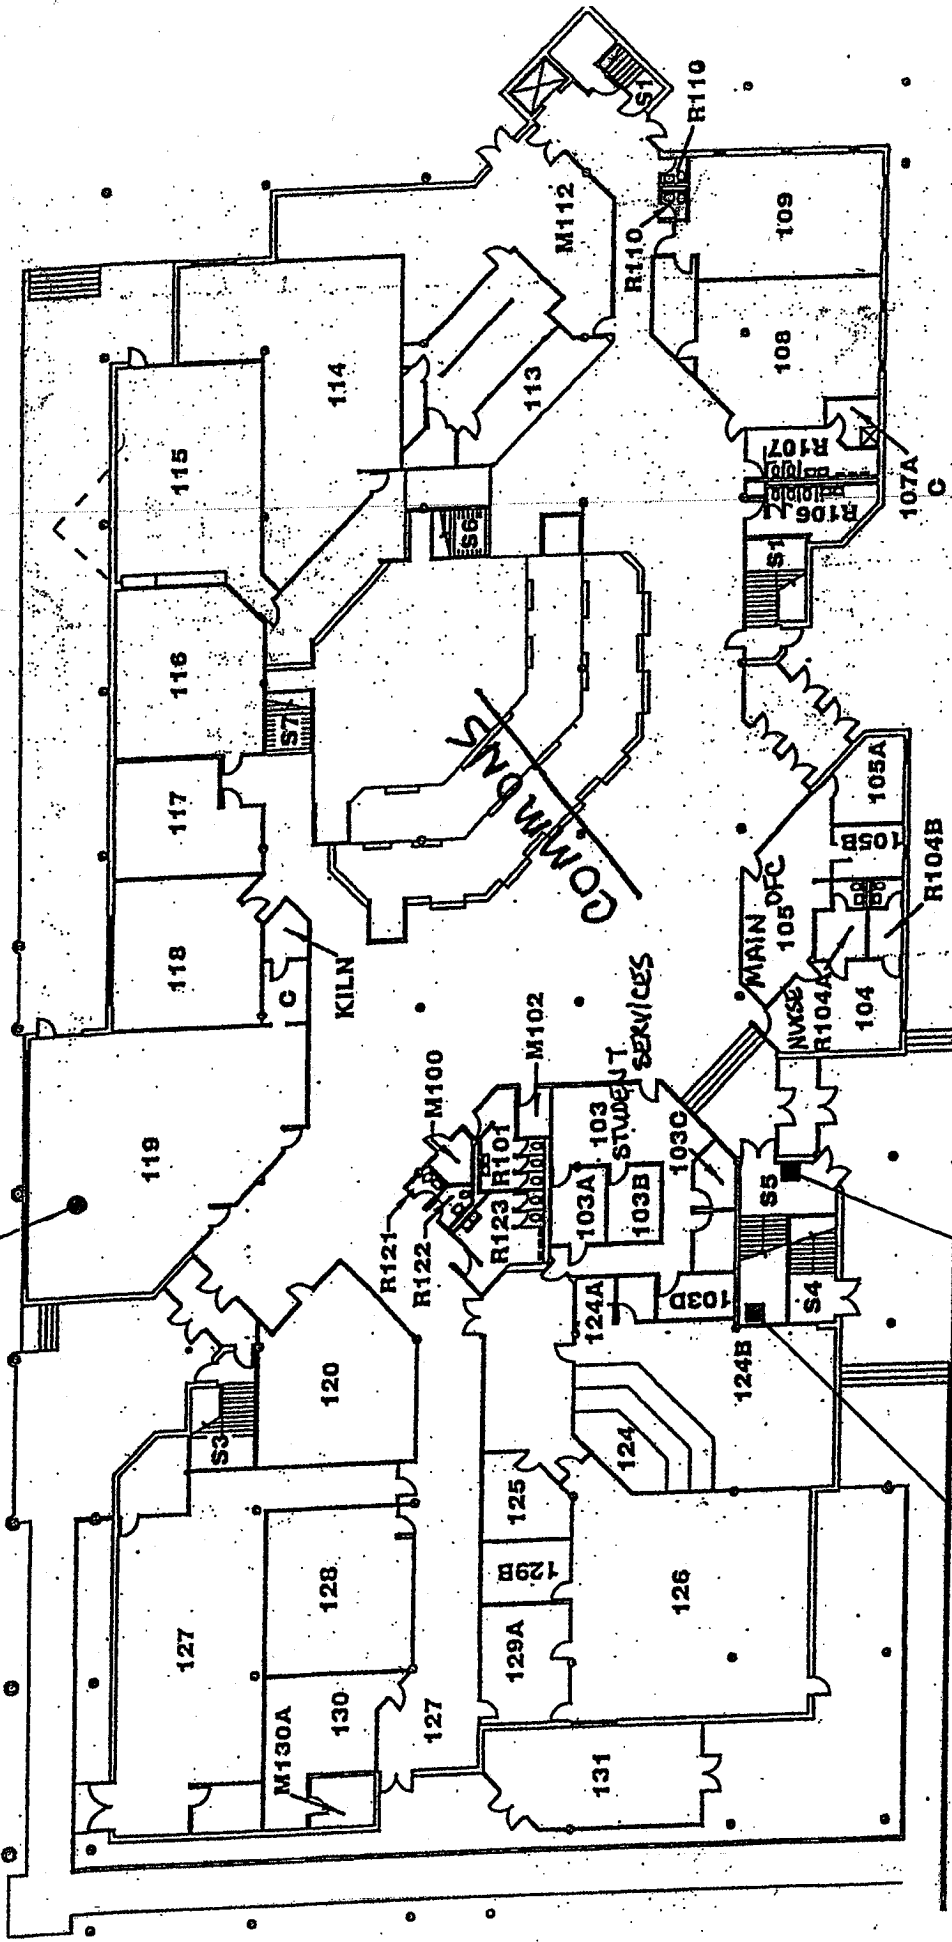 119
118
C
KILN
117
116
S7
115
114
113
M112
S1
R110
R110
109
108
R107
R106
107A
C
S1
S6
COMMONS
105A
105B
R104B
MAIN OFC
105
NURSE
R104A
104
103
STUDENT
SERVICES
M102
M100
R101
R121
R122
R123
103A
103B
103C
103D
S5
S4
124A
124B
124
120
S3
125
129B
129A
126
128
127
127
130
M130A
131